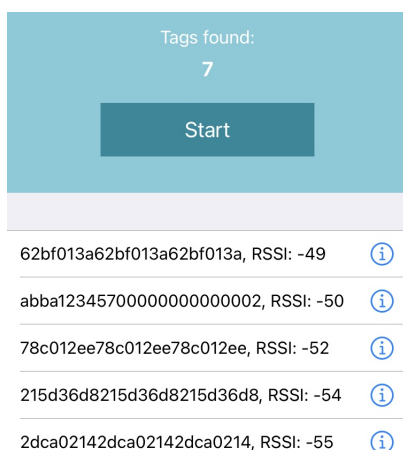 Tags found:
7
Start
62bf013a62bf013a62bf013a, RSSI: -49
abba12345700000000000002, RSSI: -50
78c012ee78c012ee78c012ee, RSSI: -52
215d36d8215d36d8215d36d8, RSSI: -54
2dca02142dca02142dca0214, RSSI: -55